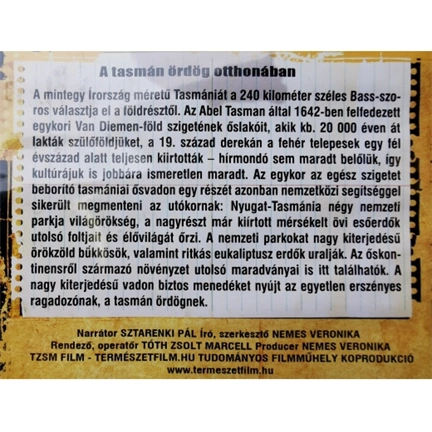 A tasmán ördög otthonában
A mintegy Írország méretű Tasmániát a 240 kilométer széles Bass-szo-
ros választja el a földrésztől. Az Abel Tasman által 1642-ben felfedezett
egykori Van Diemen-föld szigetének őslakóit, akik kb. 20 000 éven át
lakták szülőföldjüket, a 19. század derekán a fehér telepesek egy fél
évszázad alatt teljesen kiirtották – hírmondó sem maradt belőlük, így
kultúrájuk is jobbára ismeretlen maradt. Az egykor az egész szigetet
beborító tasmániai ősvadon egy részét azonban nemzetközi segítséggel
sikerült megmenteni az utókornak: Nyugat-Tasmánia négy nemzeti
parkja világörökség, a nagyrészt már kiirtott mérsékelt övi esőerdők
utolsó foltjait és élővilágát őrzi. A nemzeti parkokat nagy kiterjedésű
örökzöld bükkösök, valamint ritkás eukaliptusz erdők uralják. Az őskon-
tinensről származó növényzet utolsó maradványai is itt találhatók. A
nagy kiterjedésű vadon biztos menedéket nyújt az egyetlen erszényes
ragadozónak, a tasmán ördögnek.
Narrátor SZTARENKI PÁL Író, szerkesztő NEMES VERONIKA
Rendező, operatőr TÓTH ZSOLT MARCELL Producer NEMES VERONIKA
TZSM FILM - TERMÉSZETFILM.HU TUDOMÁNYOS FILMMŰHELY KOPRODUKCIÓ
www.termeszetfilm.hu